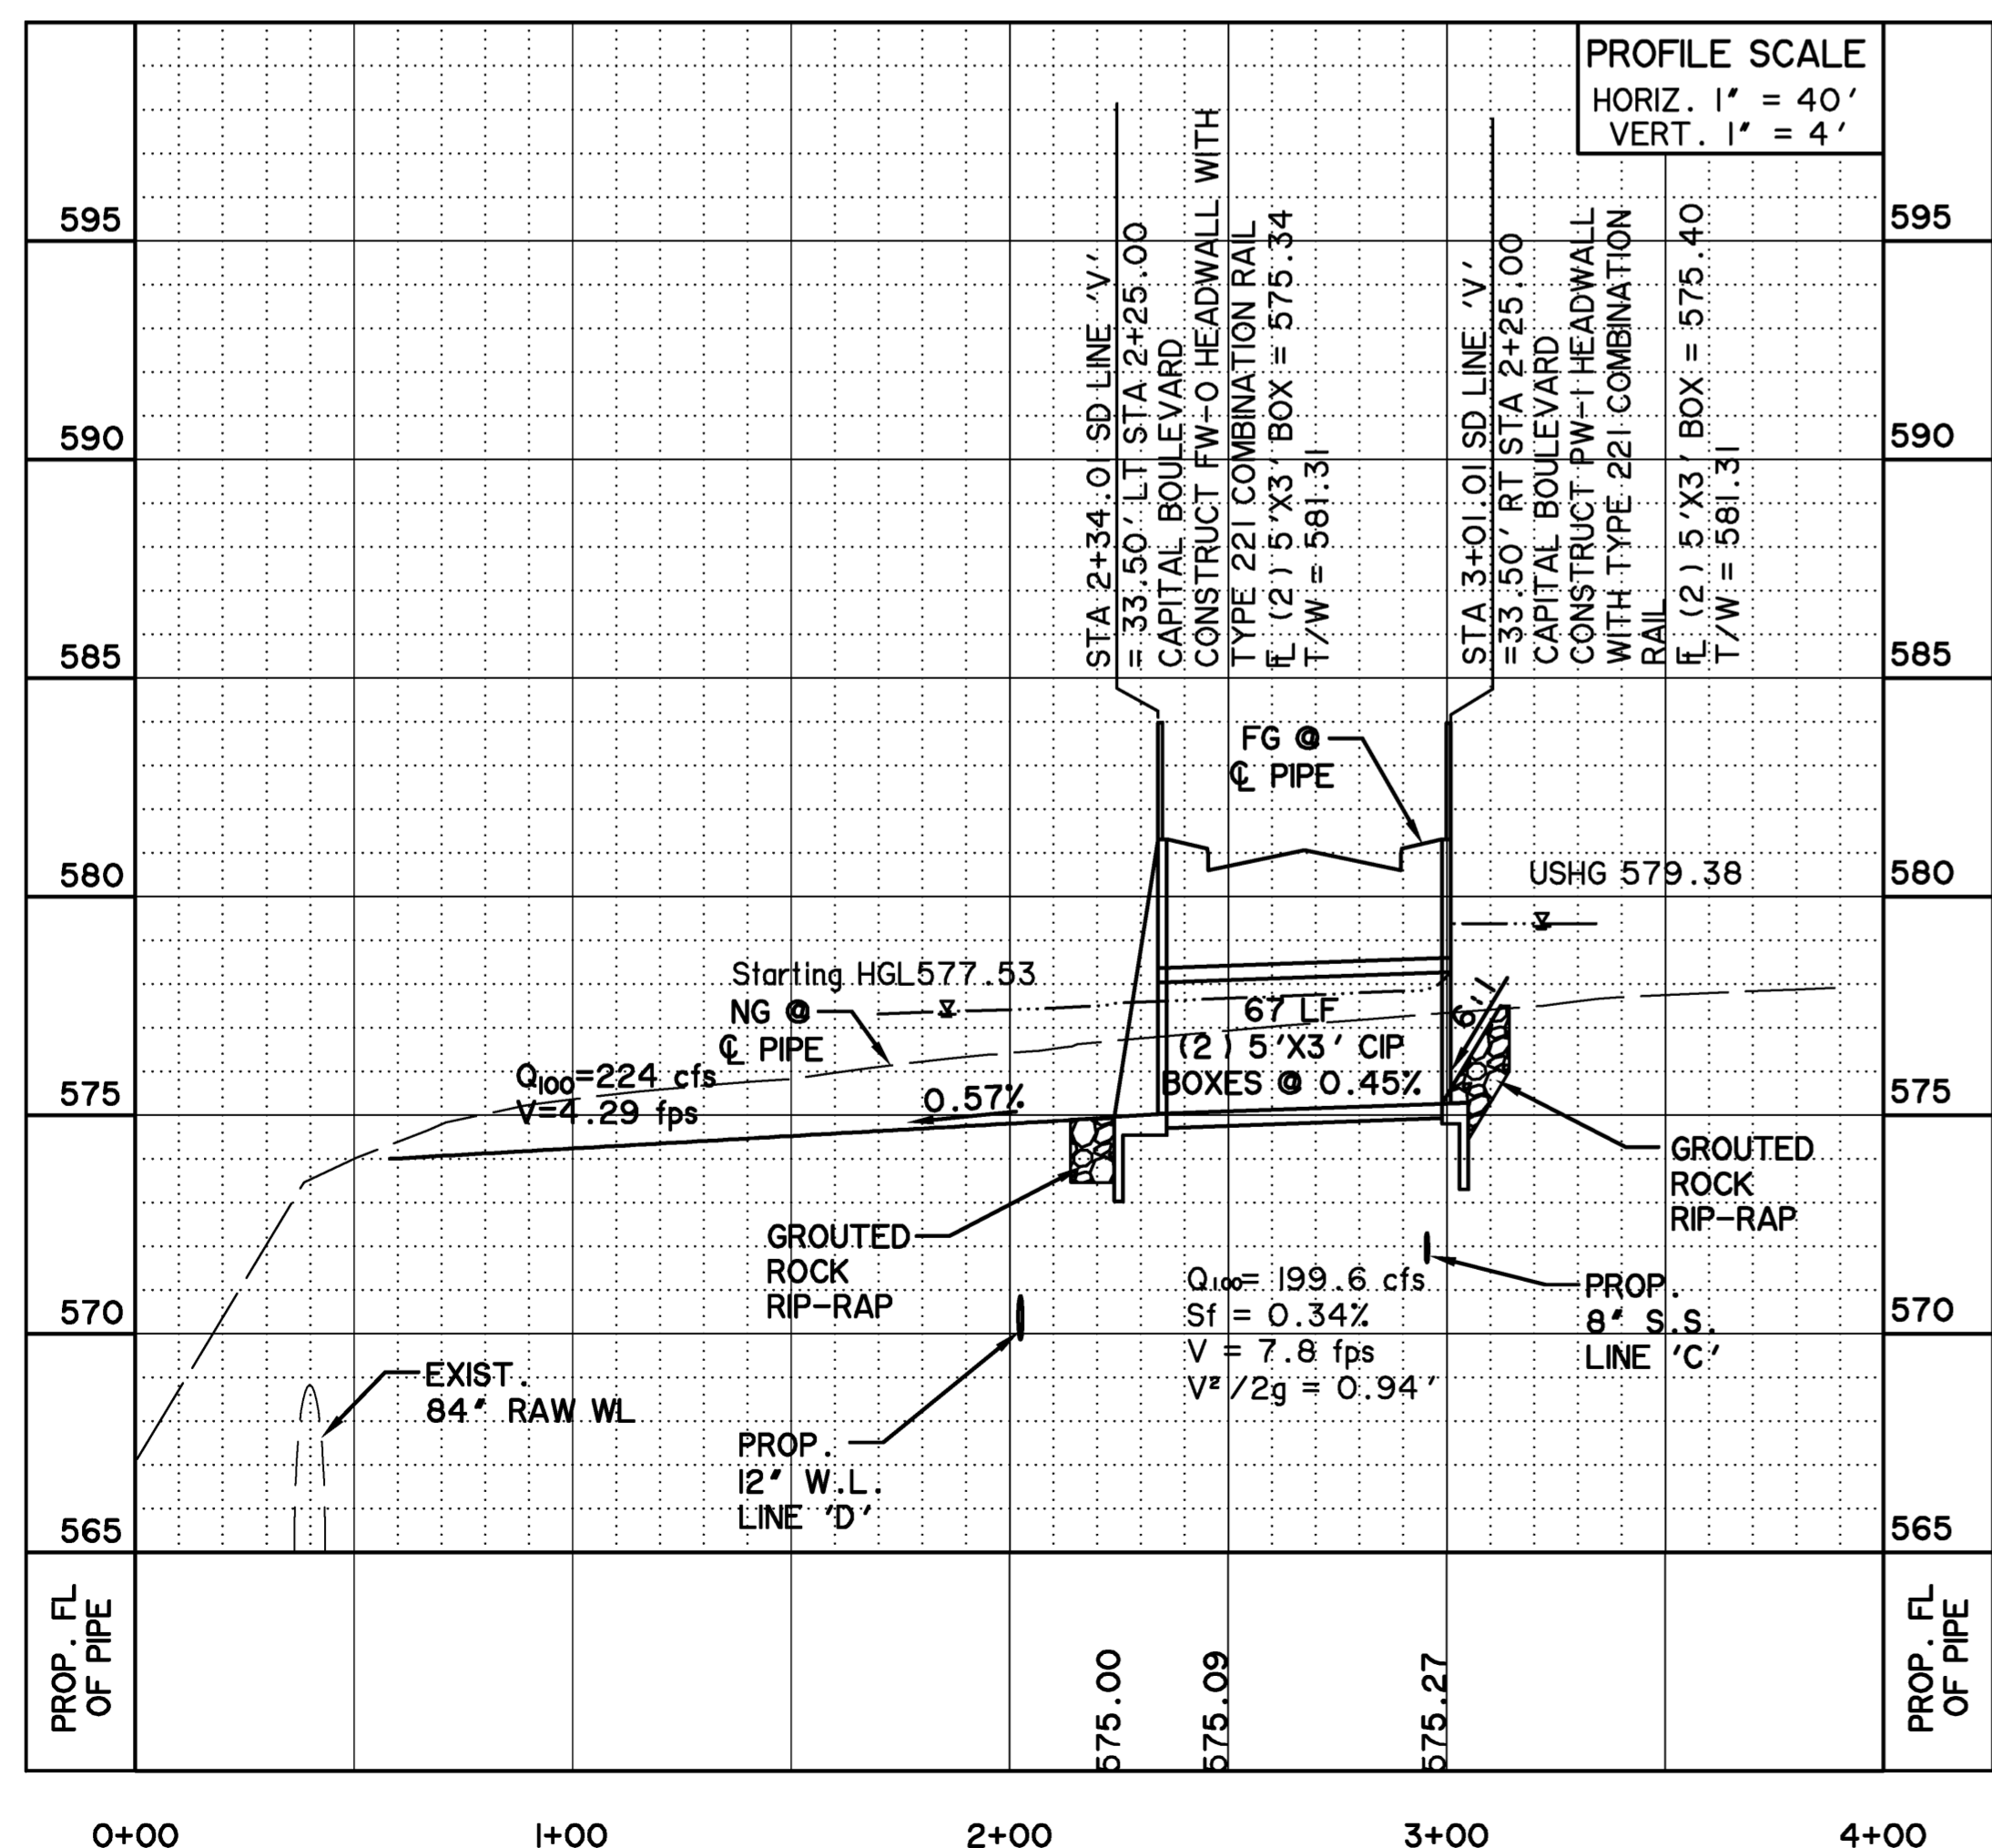 PROFILE SCALE
HORIZ. 1" = 40'
VERT. 1" = 4'
595
590
585
580
575
570
565
595
590
585
580
575
570
565
STA 2+34.01 SD LINE 'V'
= 33.50' LT STA 2+25.00
CAPITAL BOULEVARD
CONSTRUCT FW-0 HEADWALL WITH
TYPE 221 COMBINATION RAIL
FL (2) 5'X3' BOX = 575.34
T/W = 581.31
STA 3+01.01 SD LINE 'V'
=33.50' RT STA 2+25.00
CAPITAL BOULEVARD
CONSTRUCT PW-1 HEADWALL
WITH TYPE 221 COMBINATION
RAIL
FL (2) 5'X3' BOX = 575.40
T/W = 581.31
FG @
℄ PIPE
USHG 579.38
Starting HGL577.53
NG @
℄ PIPE
67 LF
(2) 5'X3' CIP
BOXES @ 0.45%
6:1
Q100=224 cfs
V=4.29 fps
0.57%
GROUTED
ROCK
RIP-RAP
GROUTED
ROCK
RIP-RAP
Q100= 199.6 cfs
Sf = 0.34%
V = 7.8 fps
V²/2g = 0.94'
PROP.
8" S.S.
LINE 'C'
EXIST.
84" RAW WL
PROP.
12" W.L.
LINE 'D'
PROP. FL
OF PIPE
575.00
575.09
575.27
PROP. FL
OF PIPE
0+00
1+00
2+00
3+00
4+00